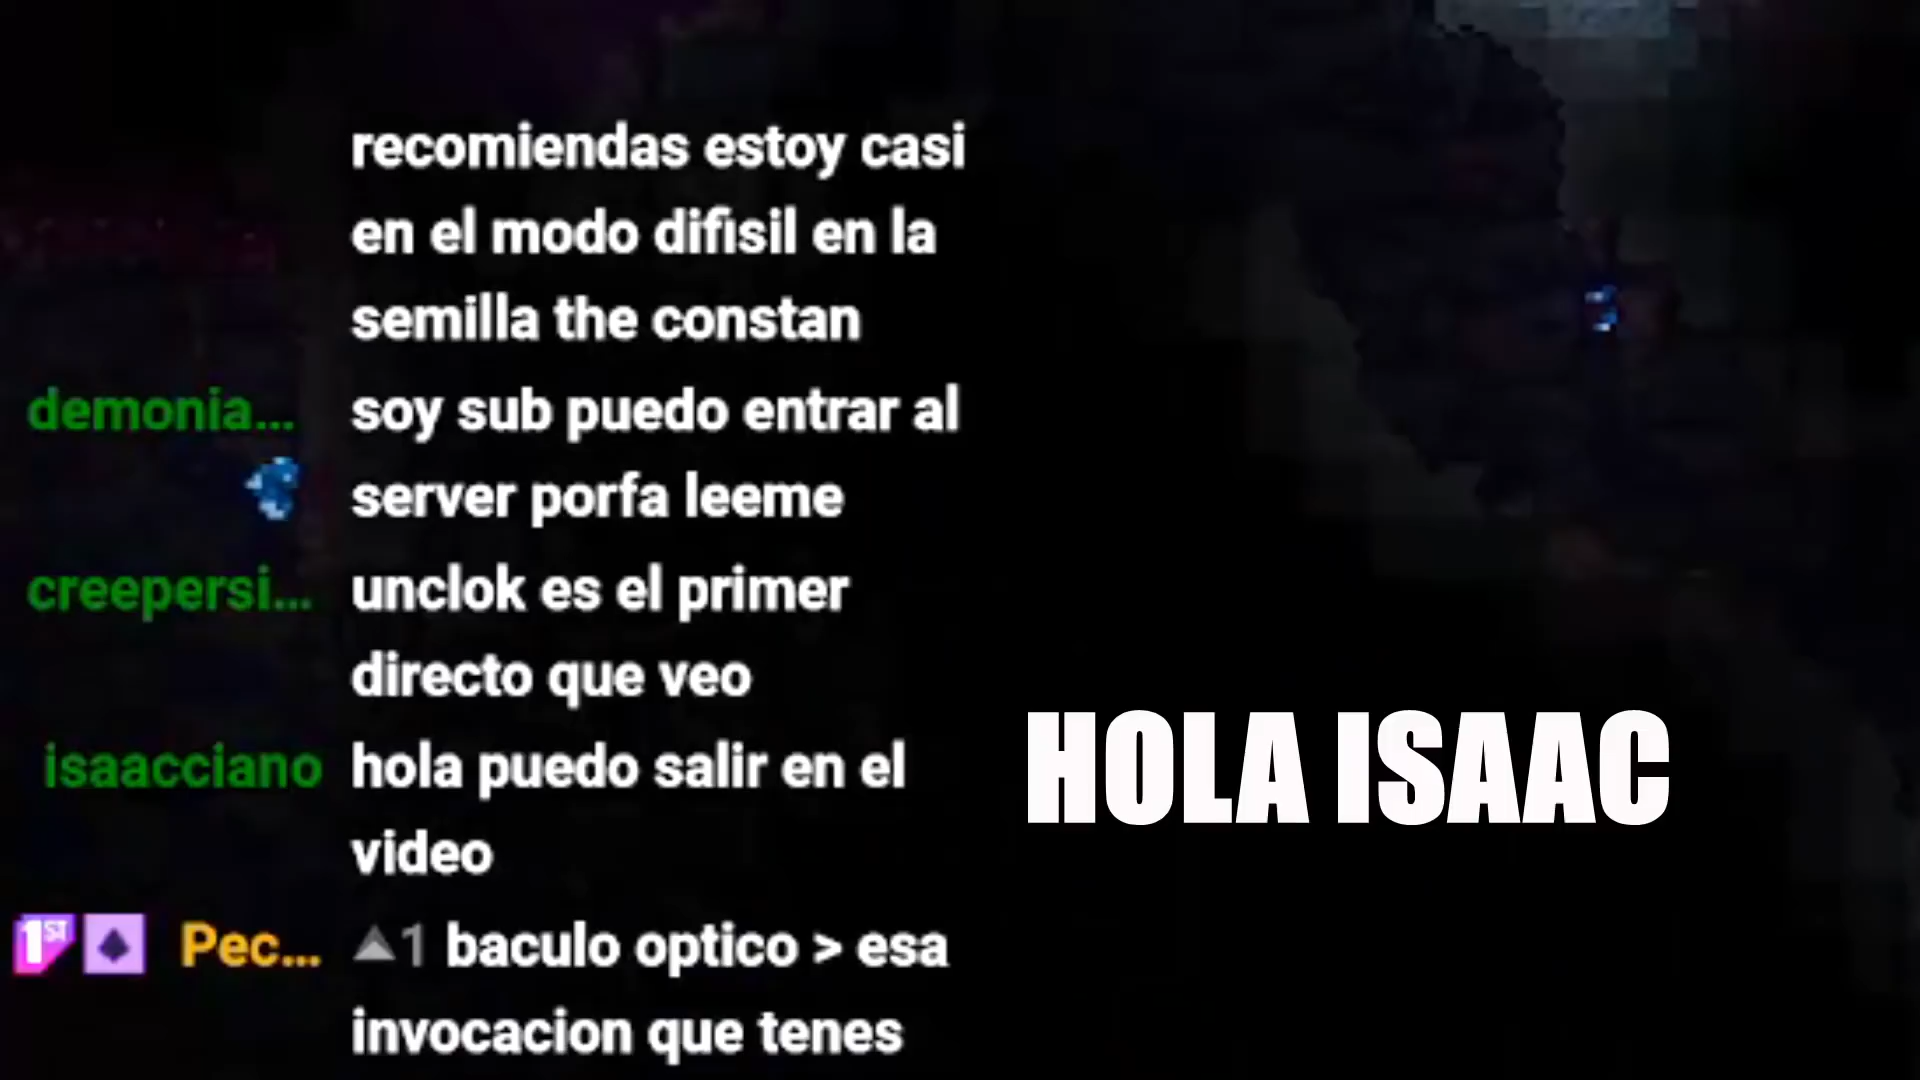 recomiendas estoy casi
en el modo difisil en la
semilla the constan
demonia... soy sub puedo entrar al
server porfa leeme
creepersi... unclok es el primer
directo que veo
isaacciano hola puedo salir en el
video
HOLA ISAAC
1ST Pec... 1 baculo optico > esa
invocacion que tenes